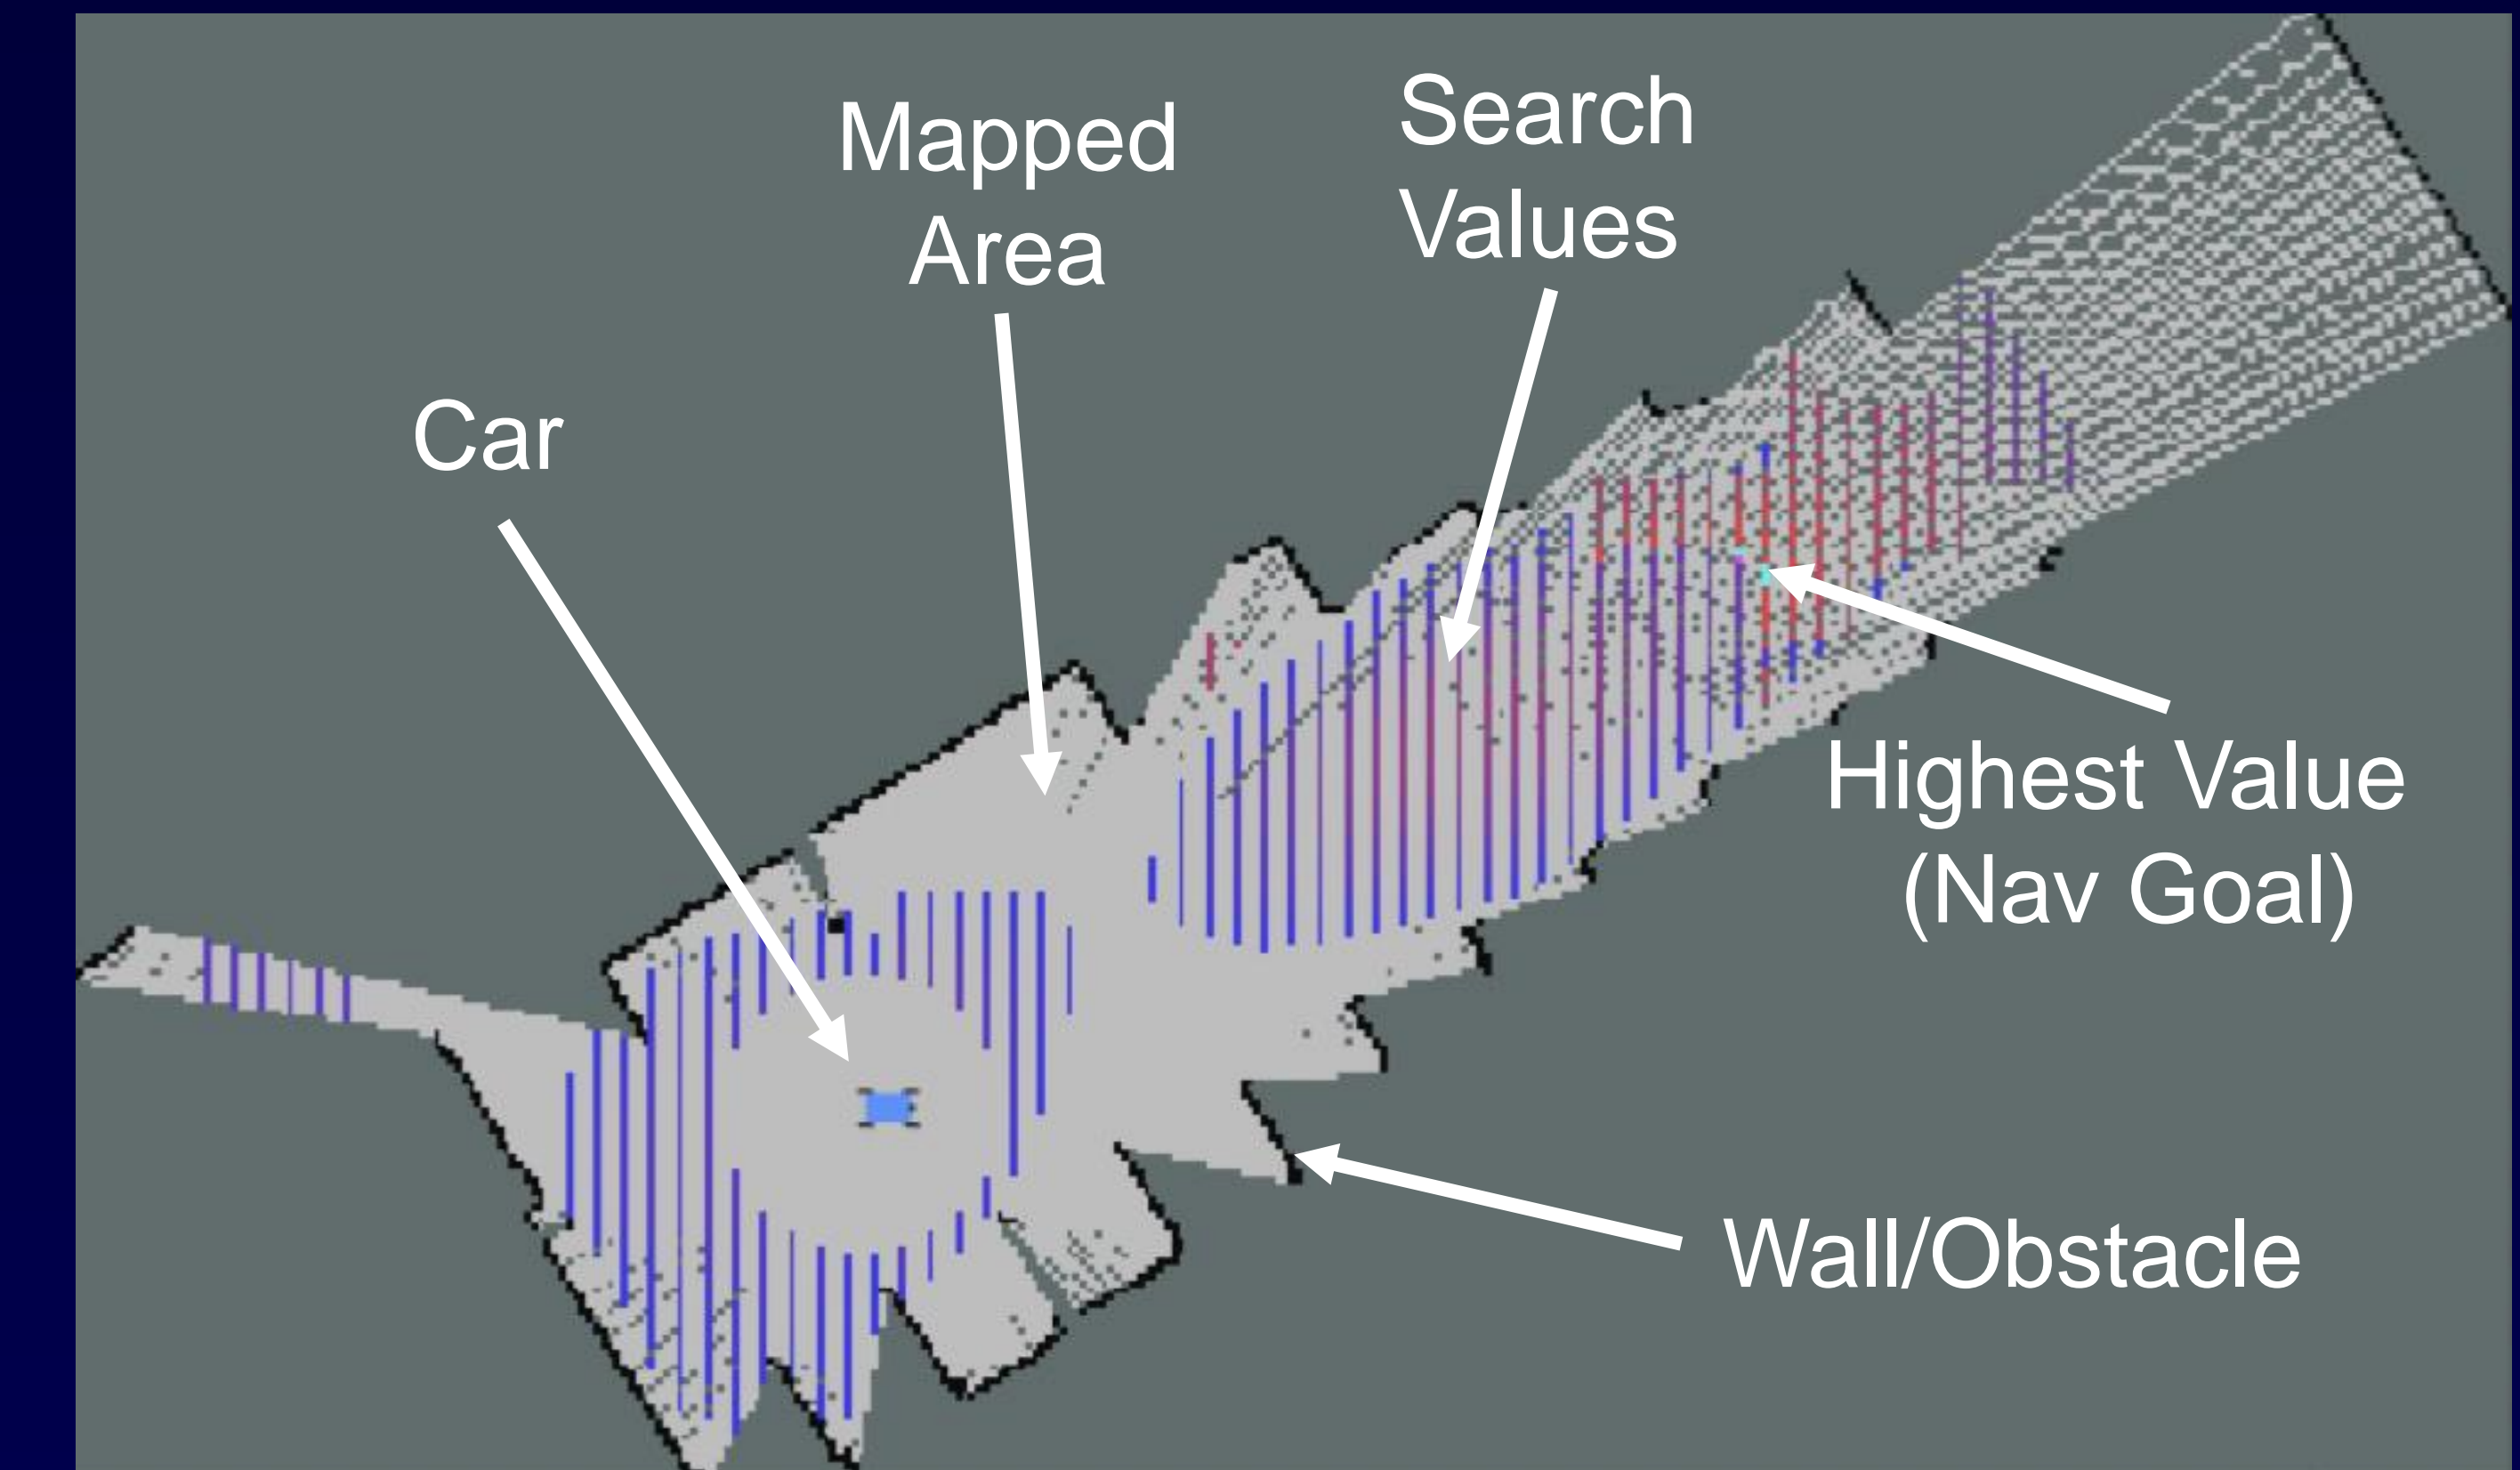 Mapped
Area
Search
Values
Car
Highest Value
(Nav Goal)
Wall/Obstacle